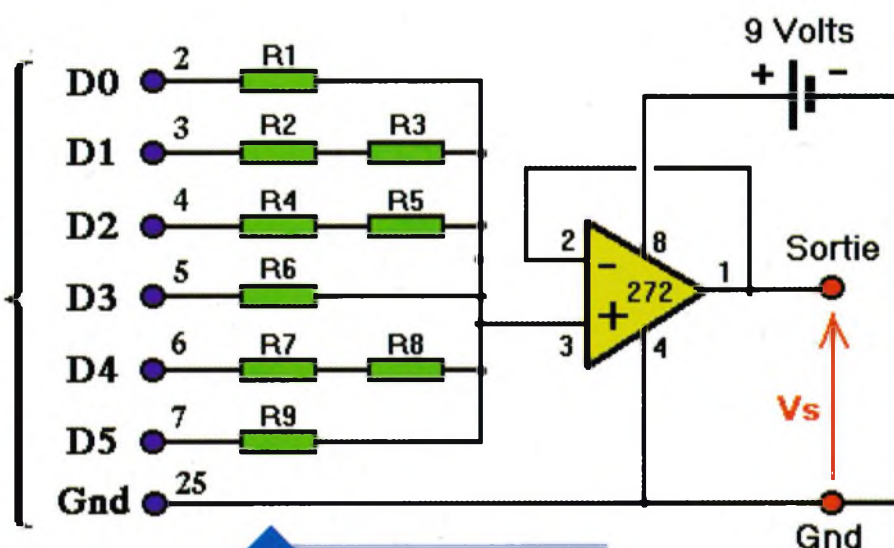 9 Volts
+ -
D0 2 R1
D1 3 R2 R3
D2 4 R4 R5
D3 5 R6
D4 6 R7 R8
D5 7 R9
Gnd 25
2 - 8
272 1 Sortie
3 + 4
Vs
Gnd